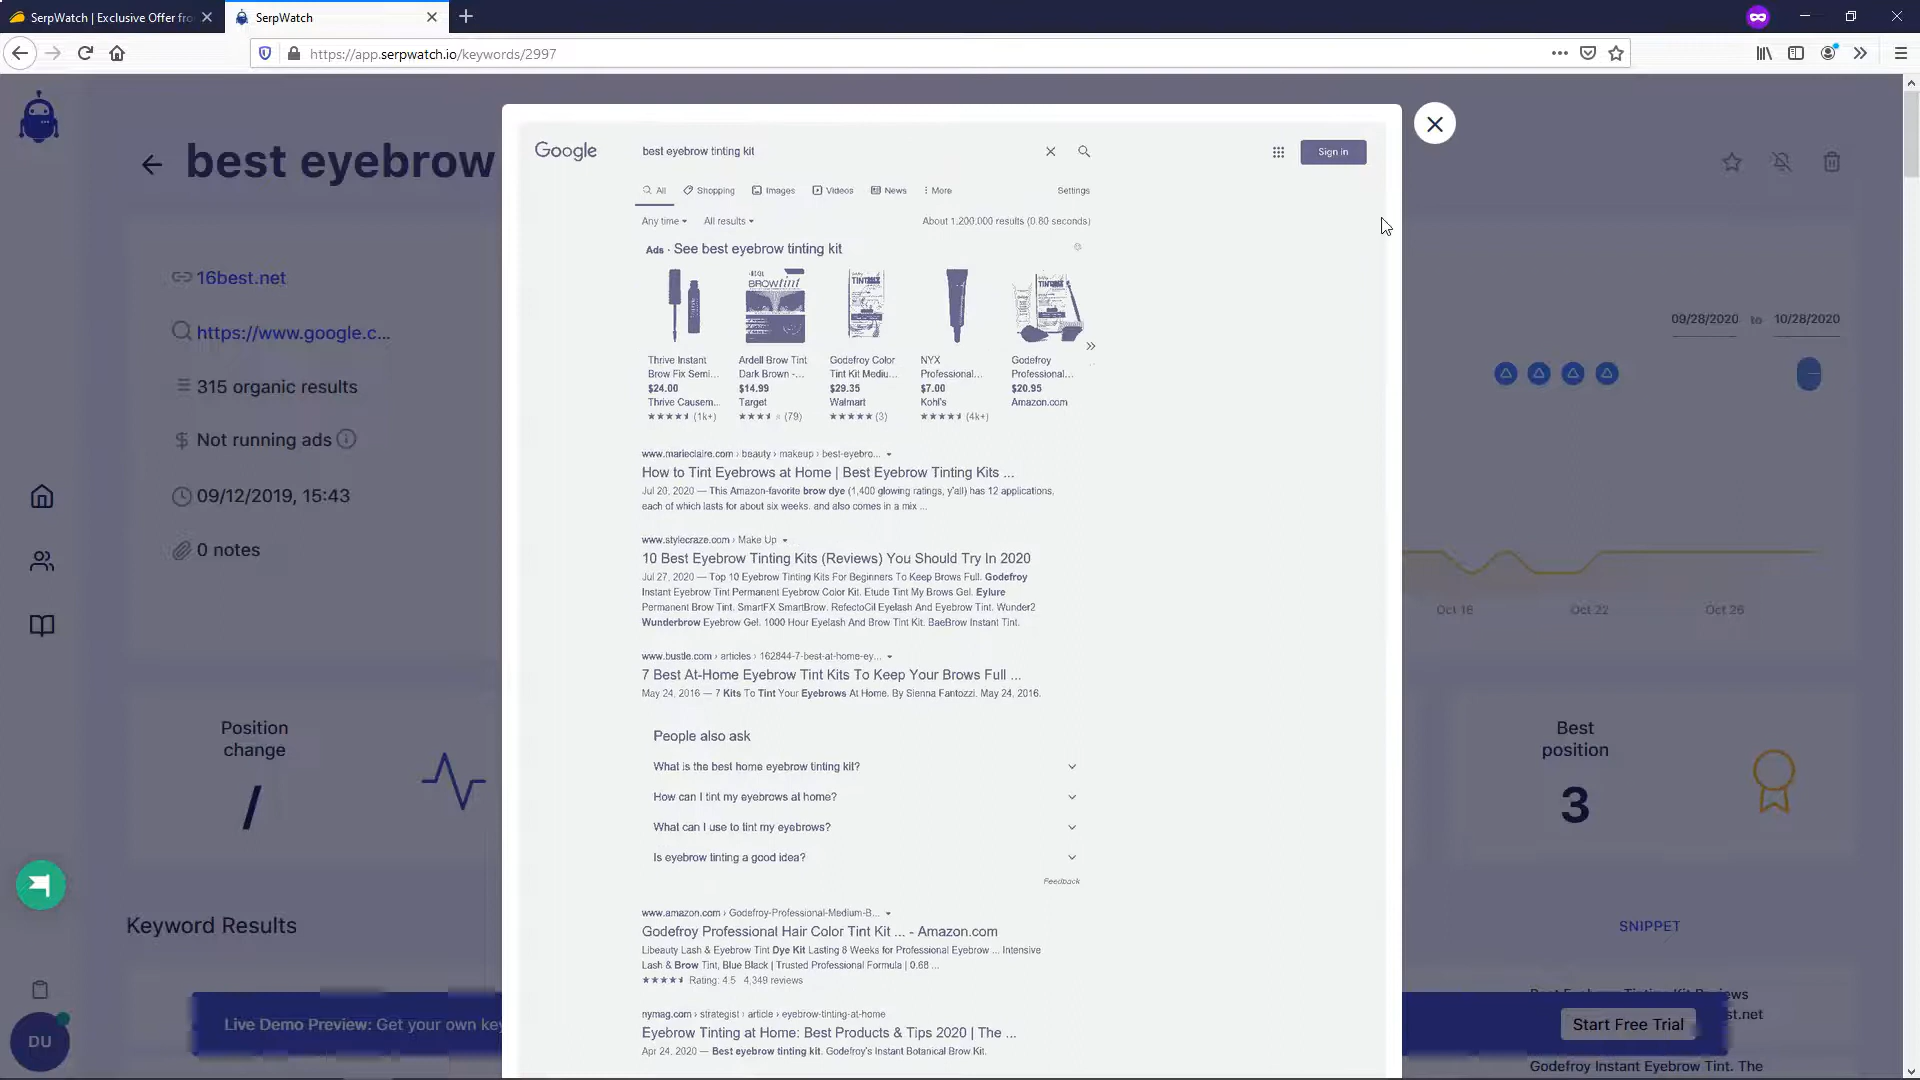 SerpWatch | Exclusive Offer fro
SerpWatch
https://app.serpwatch.io/keywords/2997
best eyebrow
16best.net
https://www.google.c...
315 organic results
Not running ads
09/12/2019, 15:43
0 notes
Position
change
/
Keyword Results
Live Demo Preview: Get your own key
DU
Google
best eyebrow tinting kit
Sign in
All
Shopping
Images
Videos
News
More
Settings
Any time
All results
About 1,200,000 results (0.80 seconds)
Ads · See best eyebrow tinting kit
Thrive Instant
Brow Fix Semi...
$24.00
Thrive Causem...
(1k+)
Ardell Brow Tint
Dark Brown -...
$14.99
Target
(79)
Godefroy Color
Tint Kit Mediu...
$29.35
Walmart
(3)
NYX
Professional...
$7.00
Kohl's
(4k+)
Godefroy
Professional...
$20.95
Amazon.com
www.marieclaire.com › beauty › makeup › best-eyebro...
How to Tint Eyebrows at Home | Best Eyebrow Tinting Kits ...
Jul 20, 2020 — This Amazon-favorite brow dye (1,400 glowing ratings, y'all) has 12 applications,
each of which lasts for about six weeks, and also comes in a mix ...
www.stylecraze.com › Make Up
10 Best Eyebrow Tinting Kits (Reviews) You Should Try In 2020
Jul 27, 2020 — Top 10 Eyebrow Tinting Kits For Beginners To Keep Brows Full. Godefroy
Instant Eyebrow Tint Permanent Eyebrow Color Kit. Etude Tint My Brows Gel. Eylure
Permanent Brow Tint. SmartFX SmartBrow. RefectoCil Eyelash And Eyebrow Tint. Wunder2
Wunderbrow Eyebrow Gel. 1000 Hour Eyelash And Brow Tint Kit. BaeBrow Instant Tint.
www.bustle.com › articles › 162844-7-best-at-home-ey...
7 Best At-Home Eyebrow Tint Kits To Keep Your Brows Full ...
May 24, 2016 — 7 Kits To Tint Your Eyebrows At Home. By Sienna Fantozzi. May 24, 2016.
People also ask
What is the best home eyebrow tinting kit?
How can I tint my eyebrows at home?
What can I use to tint my eyebrows?
Is eyebrow tinting a good idea?
Feedback
www.amazon.com › Godefroy-Professional-Medium-B...
Godefroy Professional Hair Color Tint Kit ... - Amazon.com
Libeauty Lash & Eyebrow Tint Dye Kit Lasting 8 Weeks for Professional Eyebrow ... Intensive
Lash & Brow Tint, Blue Black | Trusted Professional Formula | 0.68 ...
Rating: 4.5 4,349 reviews
nymag.com › strategist › article › eyebrow-tinting-at-home
Eyebrow Tinting at Home: Best Products & Tips 2020 | The ...
Apr 24, 2020 — Best eyebrow tinting kit. Godefroy's Instant Botanical Brow Kit.
09/28/2020 to 10/28/2020
Oct 18
Oct 22
Oct 26
Best
position
3
SNIPPET
st.net
Start Free Trial
Godefroy Instant Eyebrow Tint. The